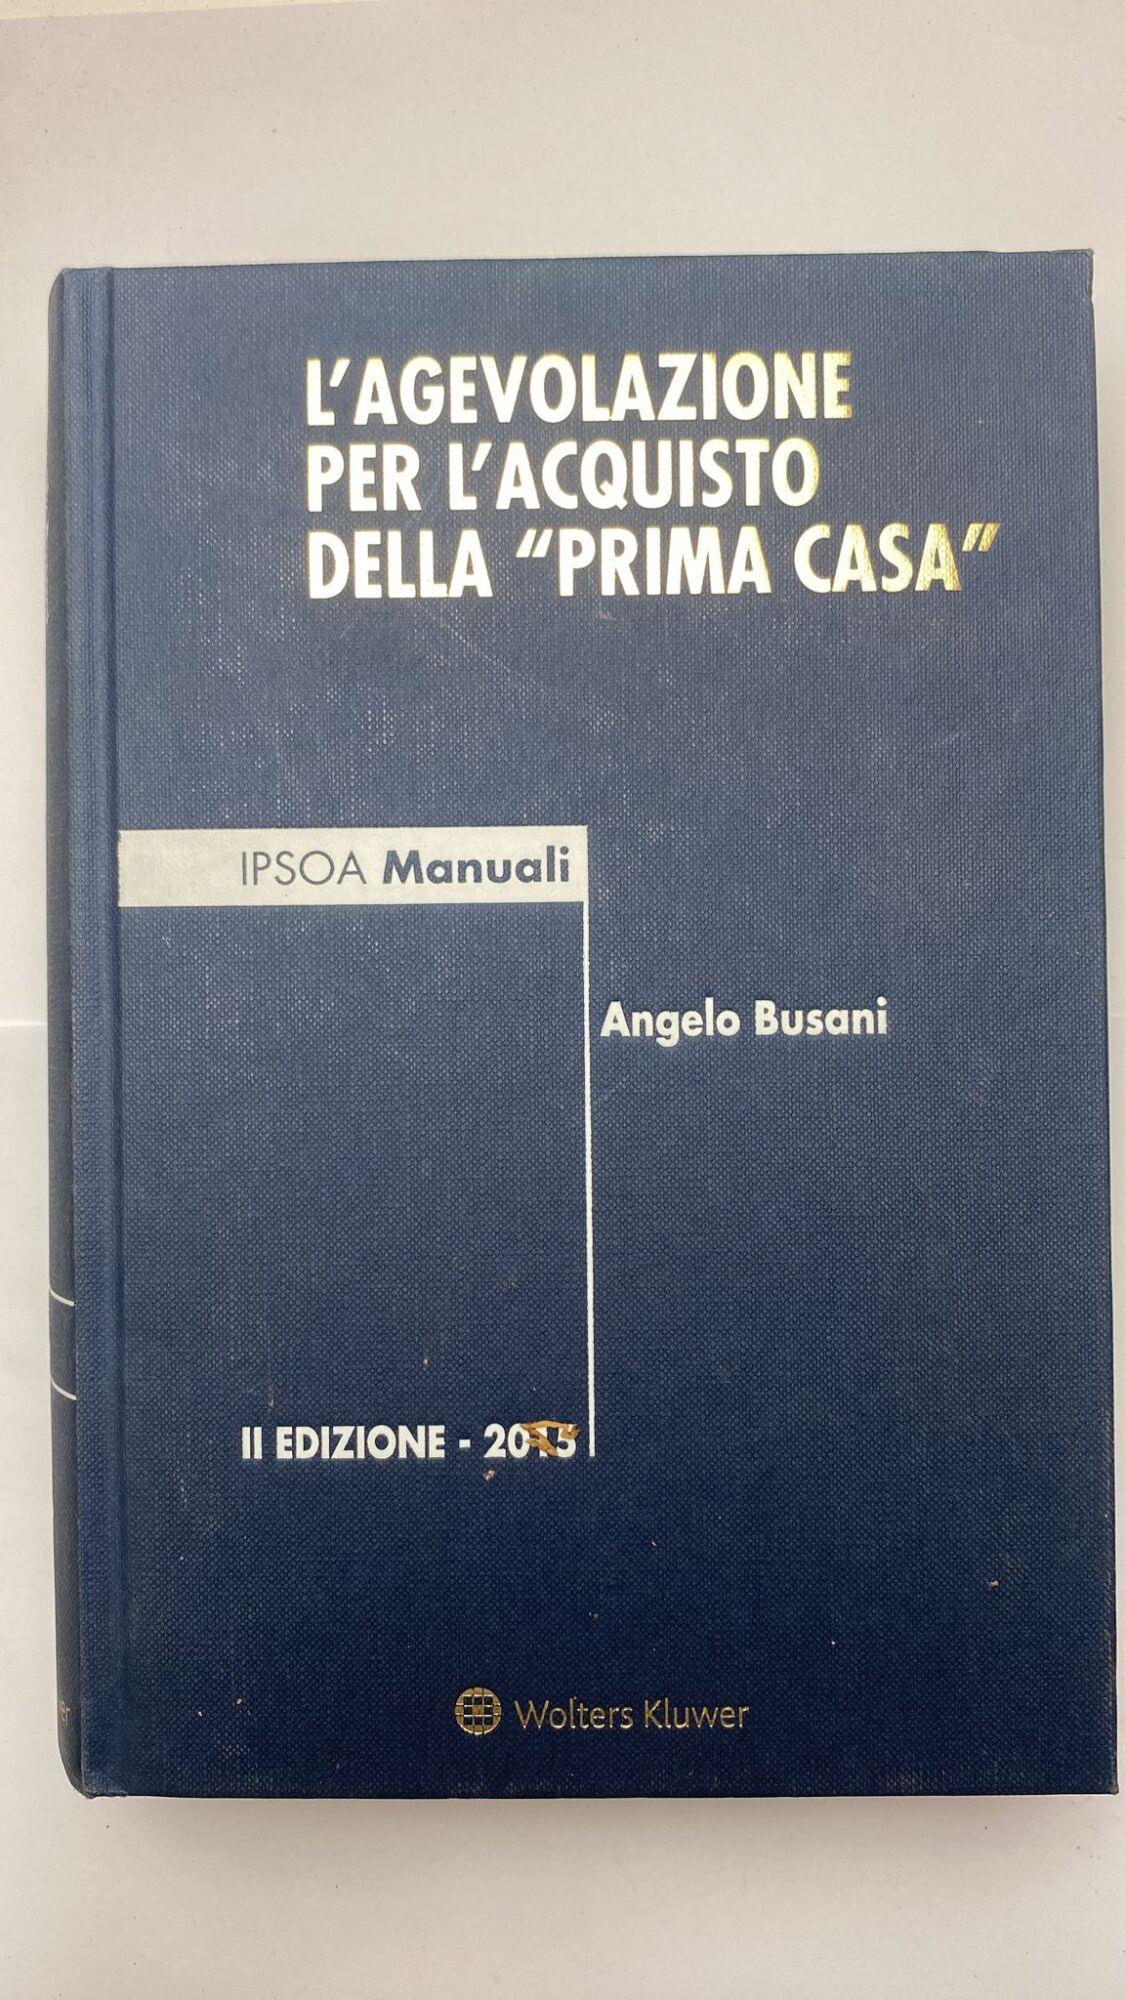 L'AGEVOLAZIONE
PER L'ACQUISTO
DELLA "PRIMA CASA"
IPSOA Manuali
Angelo Busani
II EDIZIONE - 2015
Wolters Kluwer